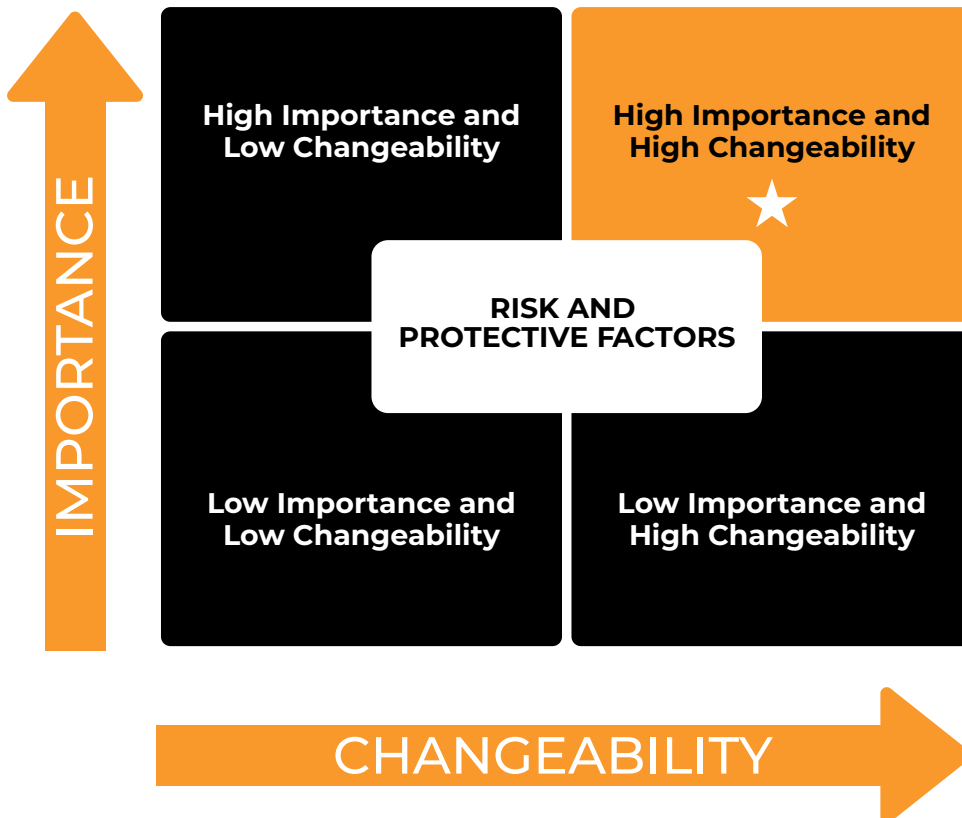 High Importance and
Low Changeability
High Importance and
High Changeability
IMPORTANCE
RISK AND
PROTECTIVE FACTORS
Low Importance and
Low Changeability
Low Importance and
High Changeability
CHANGEABILITY